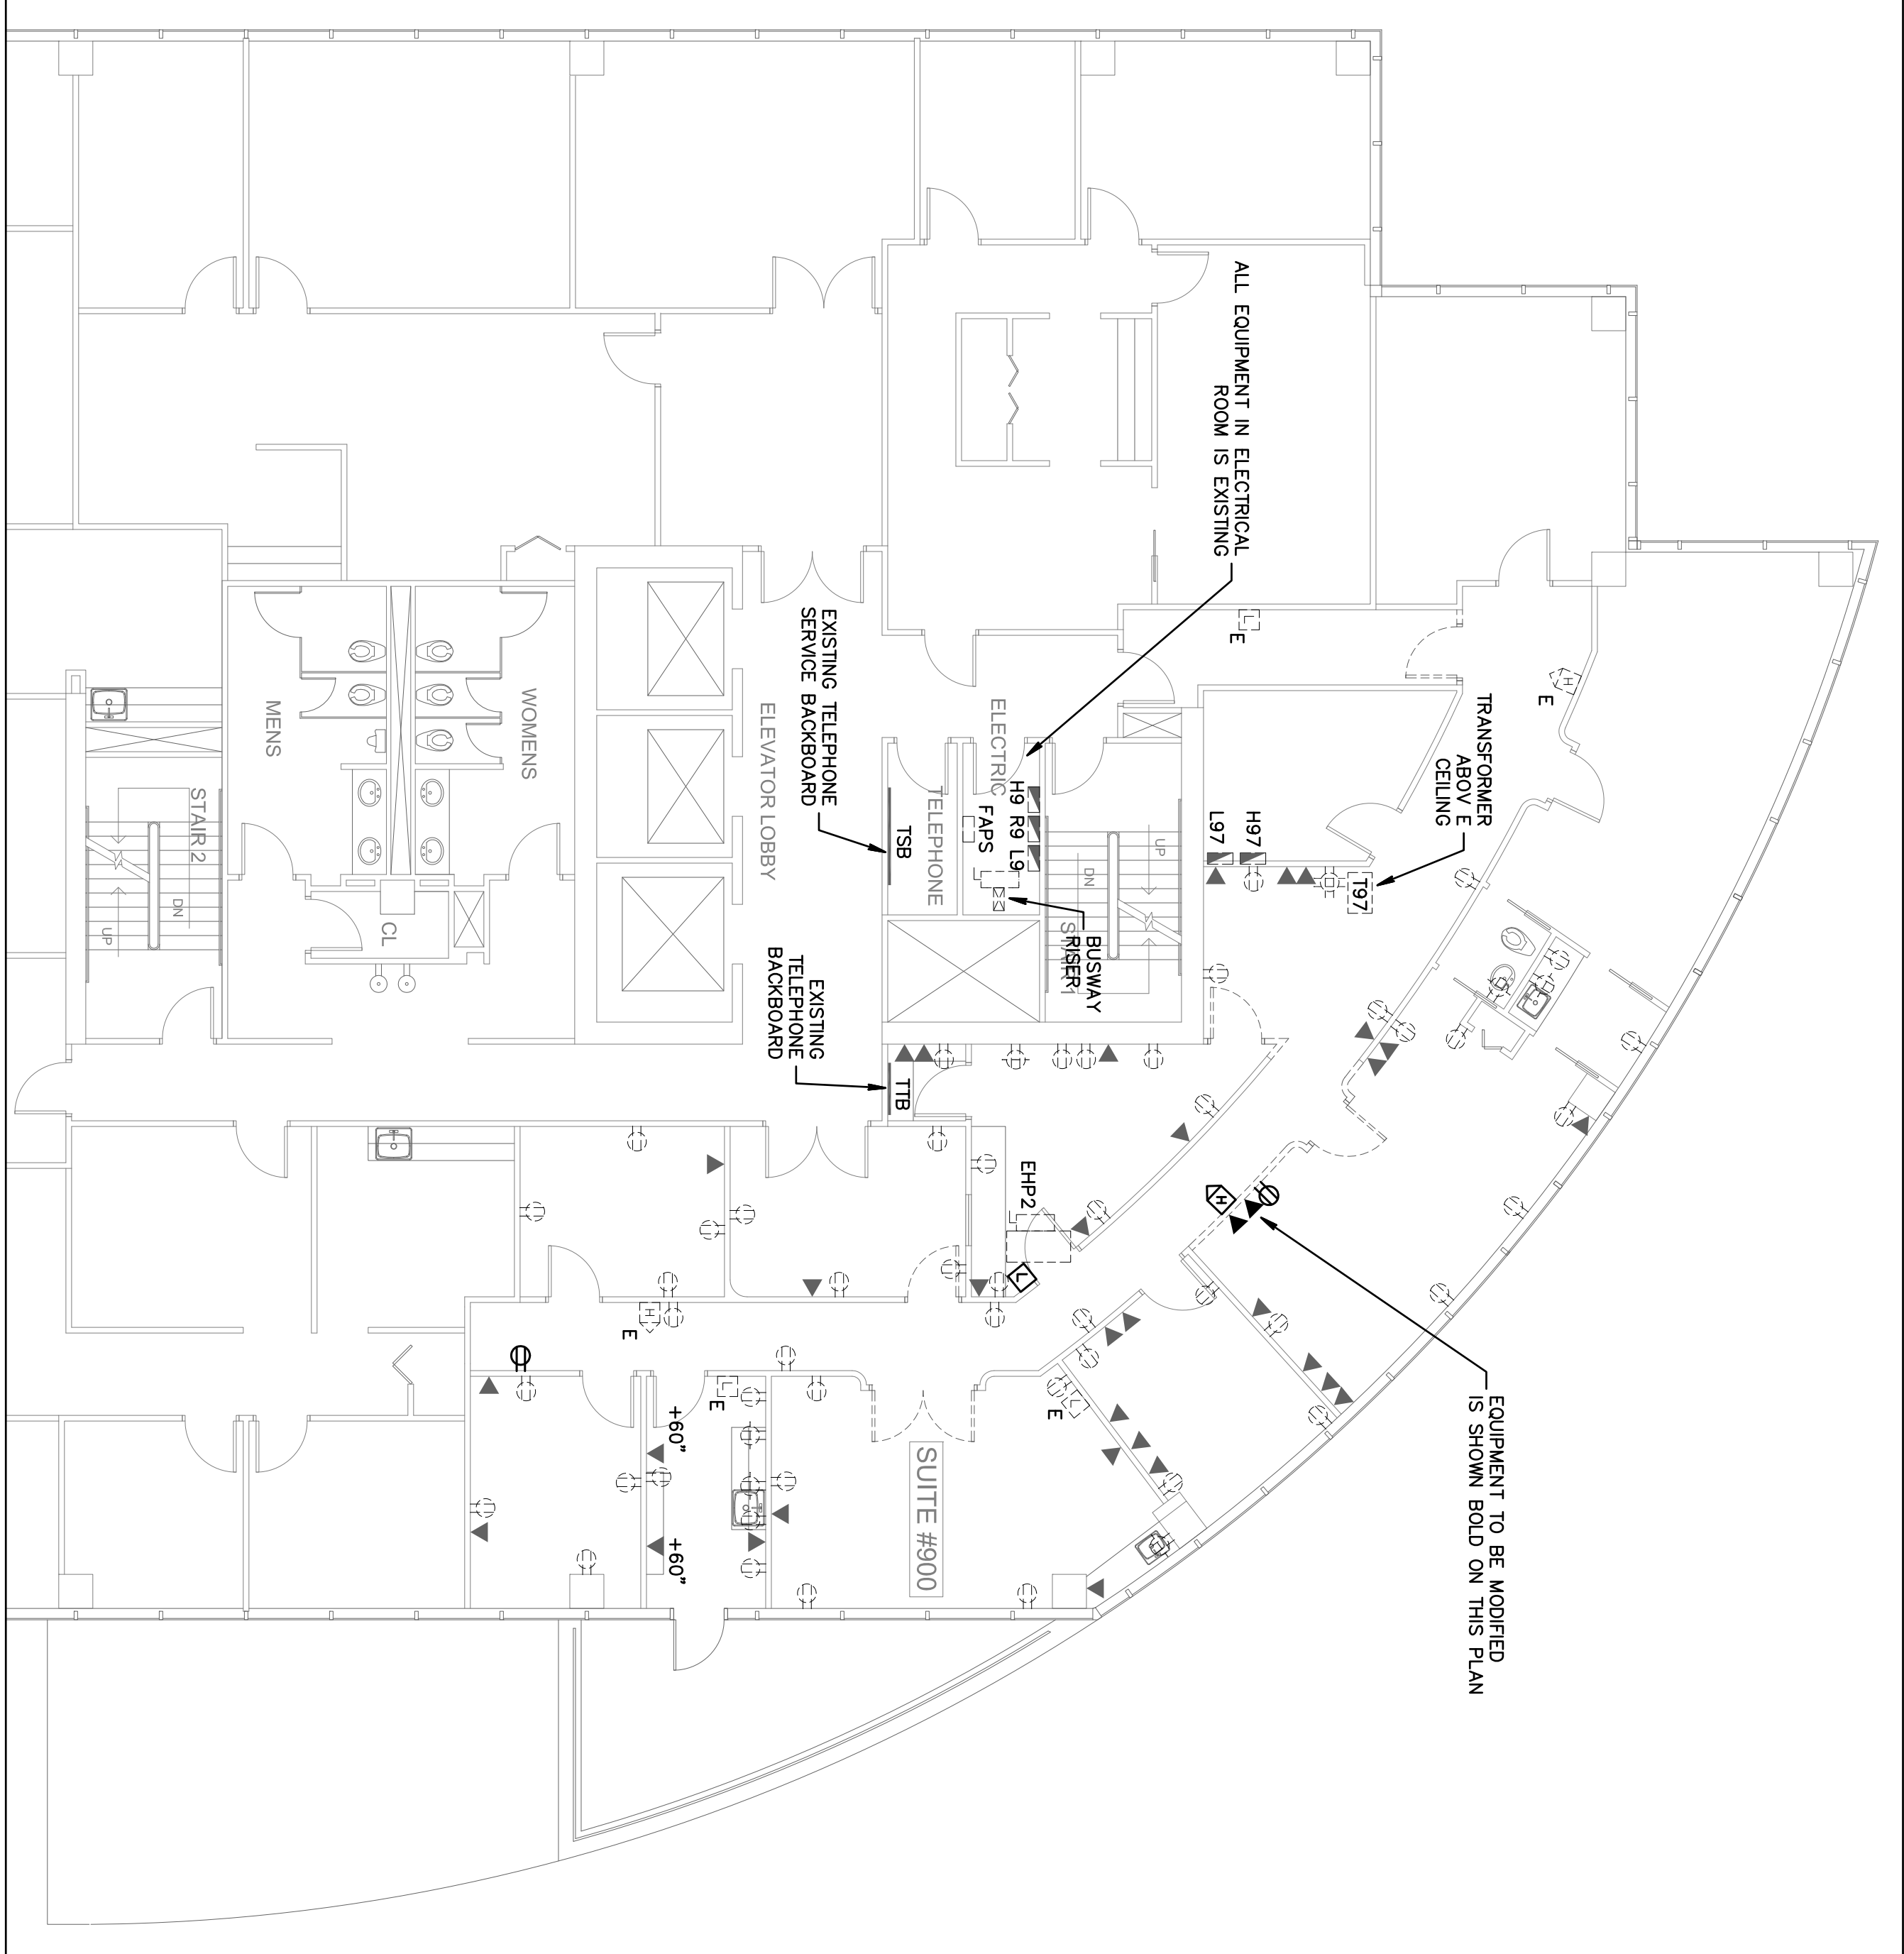 ALL EQUIPMENT IN ELECTRICAL
ROOM IS EXISTING
L
E
H
E
TRANSFORMER
ABOV E
CEILING
EXISTING TELEPHONE
SERVICE BACKBOARD
ELECTRIC
H9 R9 L9
FAPS
TELEPHONE
TSB
L97
H97
T97
UP
DN
STAIR 1
BUSWAY
RISER
WOMENS
MENS
ELEVATOR LOBBY
STAIR 2
DN
UP
CL
EXISTING
TELEPHONE
BACKBOARD
TTB
EHP2
L
H
EQUIPMENT TO BE MODIFIED
IS SHOWN BOLD ON THIS PLAN
H
E
L
E
L
E
+60"
+60"
SUITE #900